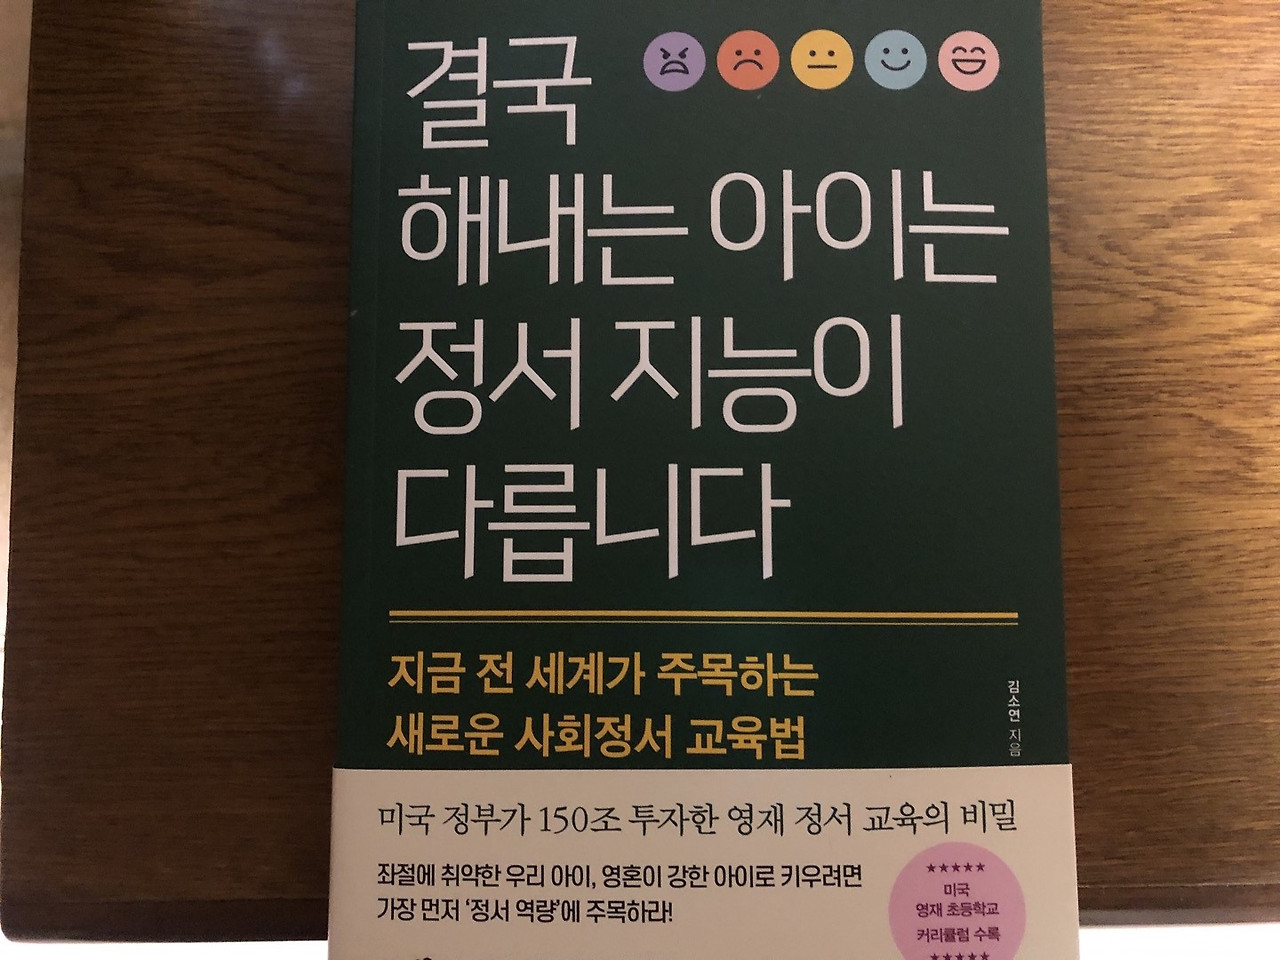 결국
해내는 아이는
정서 지능이
다릅니다
지금 전 세계가 주목하는
새로운 사회정서 교육법
김소연 지음
미국 정부가 150조 투자한 영재 정서 교육의 비밀
좌절에 취약한 우리 아이, 영혼이 강한 아이로 키우려면
가장 먼저 ‘정서 역량’에 주목하라!
★★★★★
미국
영재 초등학교
커리큘럼 수록
★★★★★